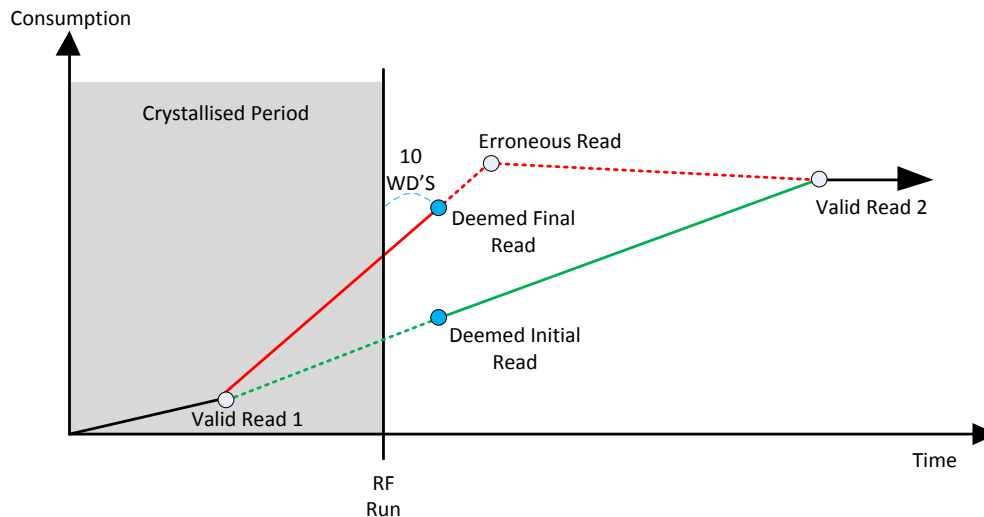 Consumption
Crystallised Period
Erroneous Read
10
WD'S
Deemed Final
Read
Valid Read 2
Deemed Initial
Read
Valid Read 1
Time
RF
Run